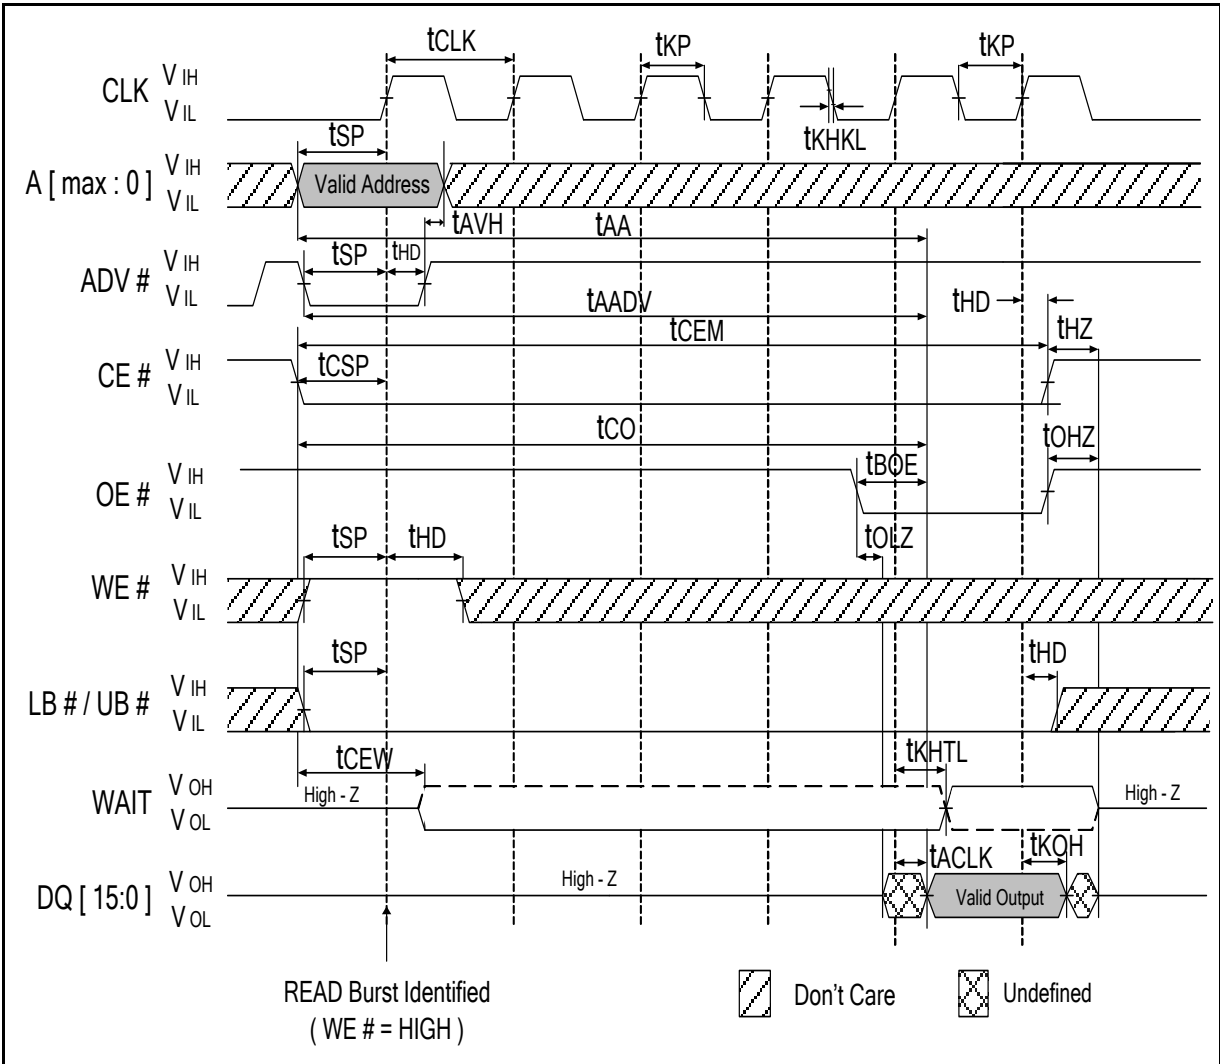 tCLK
tKP
tKP
CLK
V IH
V IL
tKHKL
tSP
A [ max : 0 ]
V IH
V IL
Valid Address
tAVH
tAA
tSP
tHD
ADV #
V IH
V IL
tAADV
tHD
tCEM
tHZ
CE #
V IH
V IL
tCSP
tCO
tOHZ
tBOE
OE #
V IH
V IL
tSP
tHD
tOLZ
WE #
V IH
V IL
tSP
tHD
LB # / UB #
V IH
V IL
tCEW
tKHTL
WAIT
V OH
V OL
High - Z
High - Z
tACLK
tKOH
DQ [ 15:0 ]
V OH
V OL
High - Z
Valid Output
READ Burst Identified
( WE # = HIGH )
Don't Care
Undefined